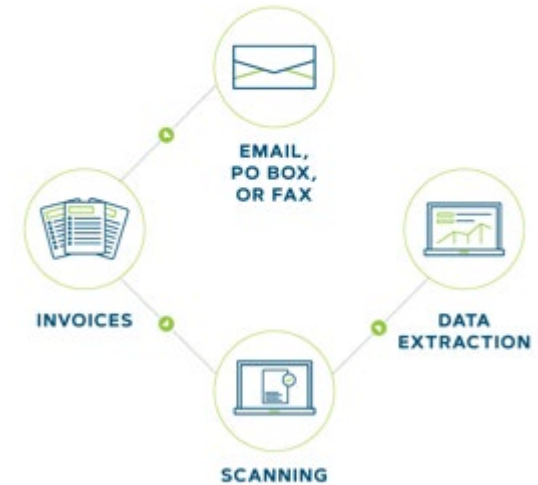 EMAIL,
PO BOX,
OR FAX
INVOICES
DATA
EXTRACTION
SCANNING